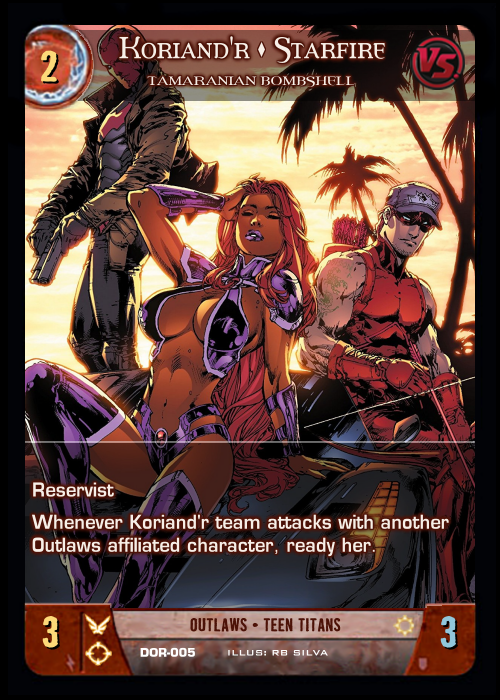 2
KORIAND'R ♦ STARFIRE
VS
TAMARANIAN BOMBSHELL
Reservist
Whenever Koriand'r team attacks with another
Outlaws affiliated character, ready her.
3
OUTLAWS • TEEN TITANS
3
DOR-005 ILLUS: RB SILVA